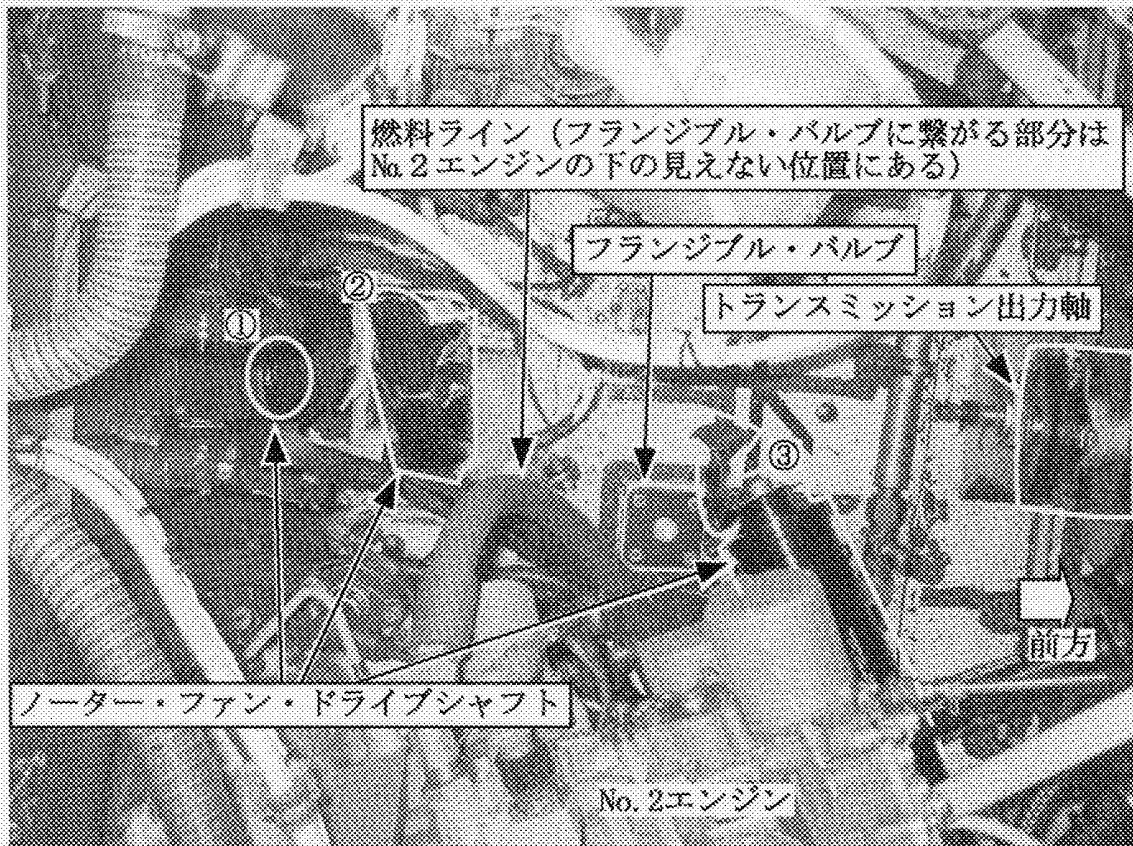 燃料ライン（フランジブル・バルブに繋がる部分は
No.2エンジンの下の見えない位置にある）
フランジブル・バルブ
トランスミッション出力軸
②
①
③
前方
ノーター・ファン・ドライブシャフト
No.2エンジン